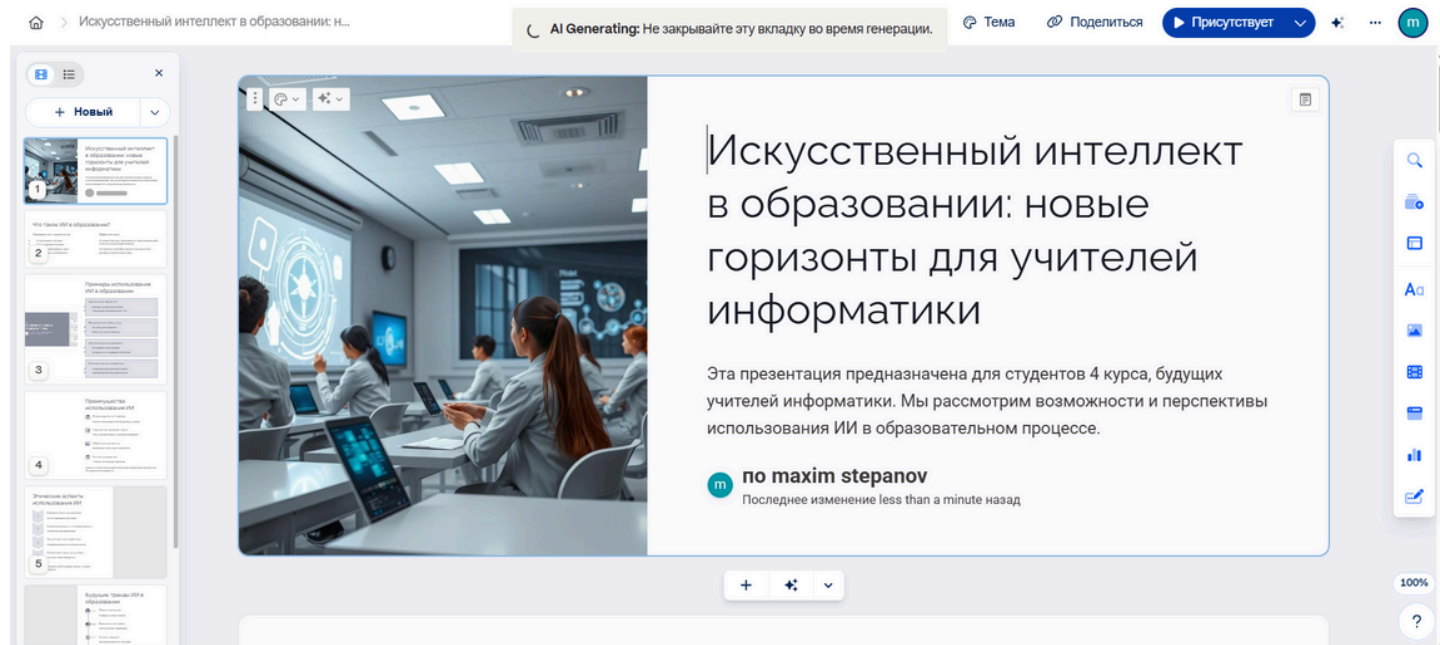 Искусственный интеллект в образовании: н...
AI Generating: Не закрывайте эту вкладку во время генерации.
Тема
Поделиться
Присутствует
m
+ Новый
Искусственный интеллект
в образовании: новые
горизонты для учителей
информатики
1
Что такое ИИ в образовании?
2
Примеры использования
ИИ в образовании
3
Преимущества
использования ИИ
4
Этические аспекты
использования ИИ
5
Будущие тренды ИИ в
образовании
Искусственный интеллект
в образовании: новые
горизонты для учителей
информатики
Эта презентация предназначена для студентов 4 курса, будущих
учителей информатики. Мы рассмотрим возможности и перспективы
использования ИИ в образовательном процессе.
m
по maxim stepanov
Последнее изменение less than a minute назад
Aa
100%
?